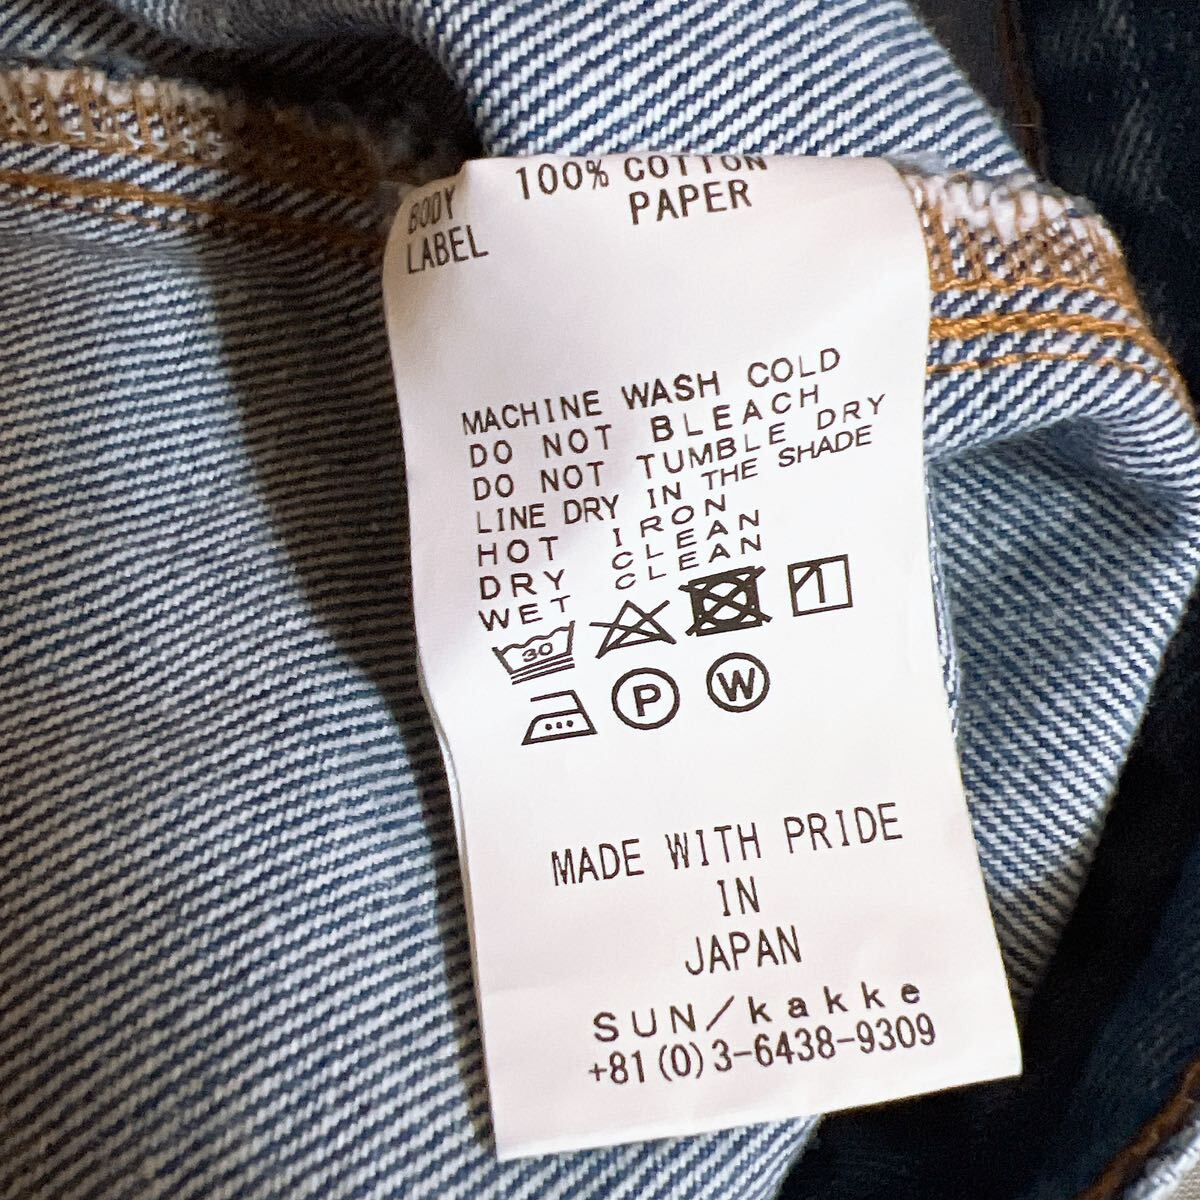 BODY 100% COTTON
LABEL PAPER
MACHINE WASH COLD
DO NOT BLEACH
DO NOT TUMBLE DRY
LINE DRY IN THE SHADE
HOT IRON
DRY CLEAN
WET CLEAN
30
1
P W
MADE WITH PRIDE
IN
JAPAN
SUN/kakke
+81(0)3-6438-9309